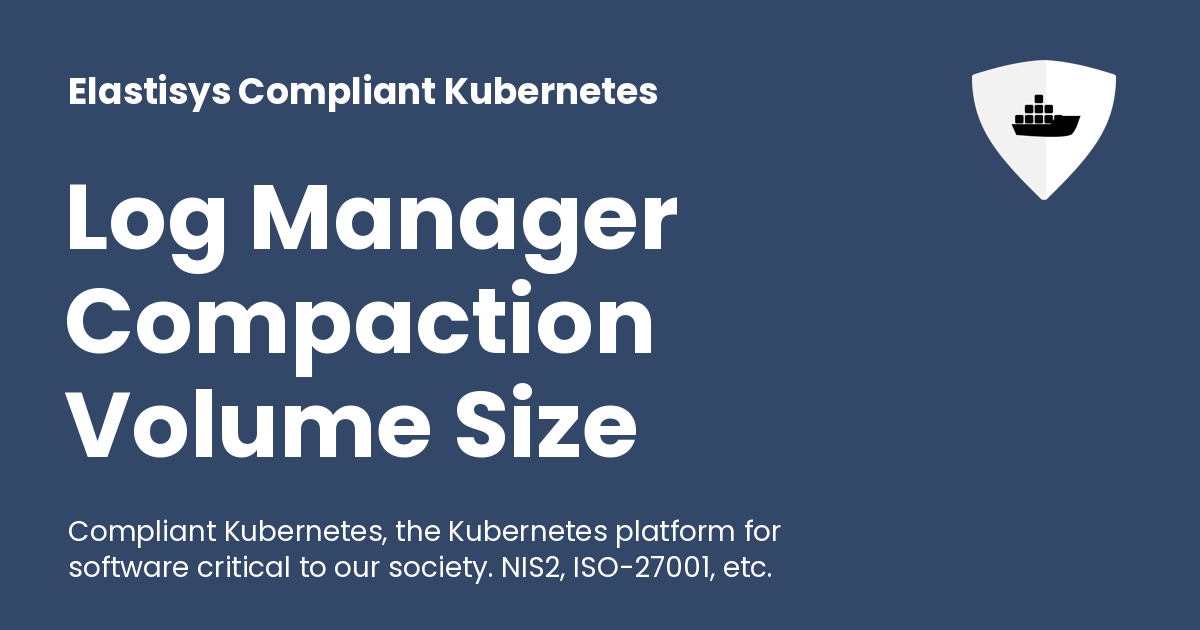 Elastisys Compliant Kubernetes
Log Manager
Compaction
Volume Size
Compliant Kubernetes, the Kubernetes platform for
software critical to our society. NIS2, ISO-27001, etc.